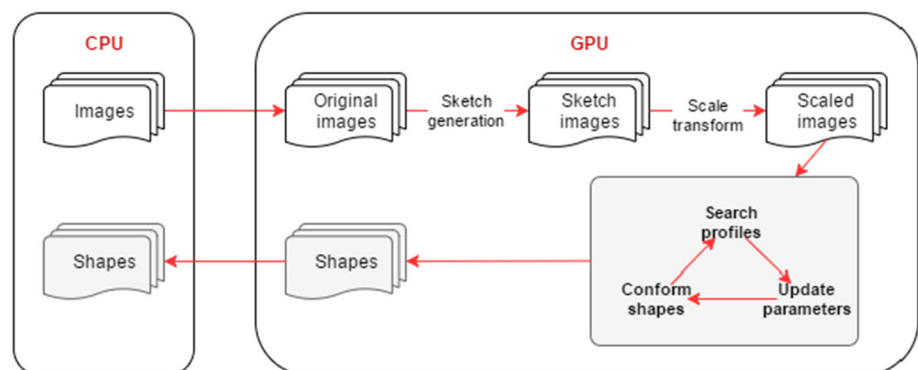 CPU
GPU
Images
Original
images
Sketch
generation
Sketch
images
Scale
transform
Scaled
images
Search
profiles
Conform
shapes
Update
parameters
Shapes
Shapes